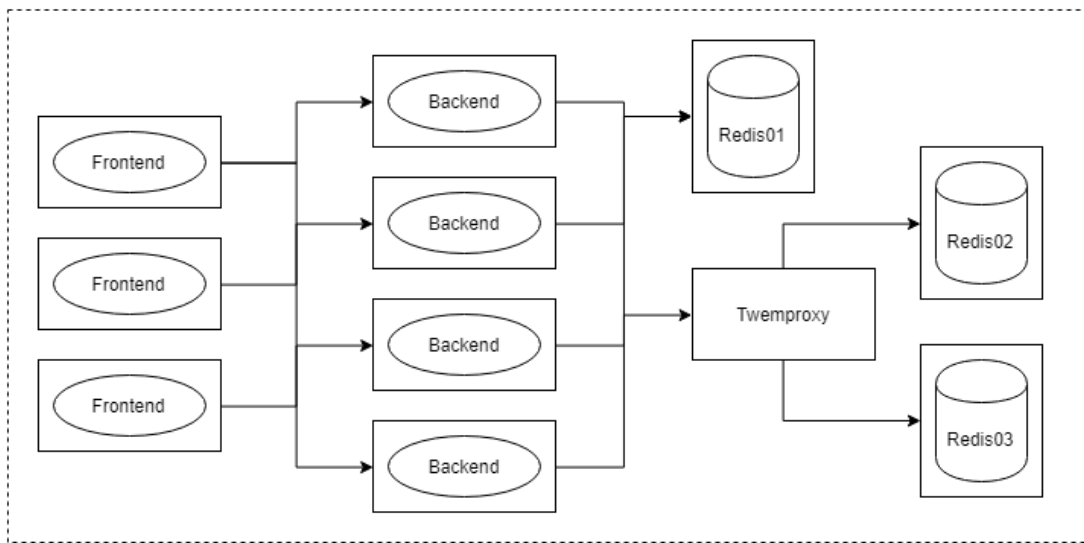 Frontend
Frontend
Frontend
Backend
Backend
Backend
Backend
Redis01
Twemproxy
Redis02
Redis03